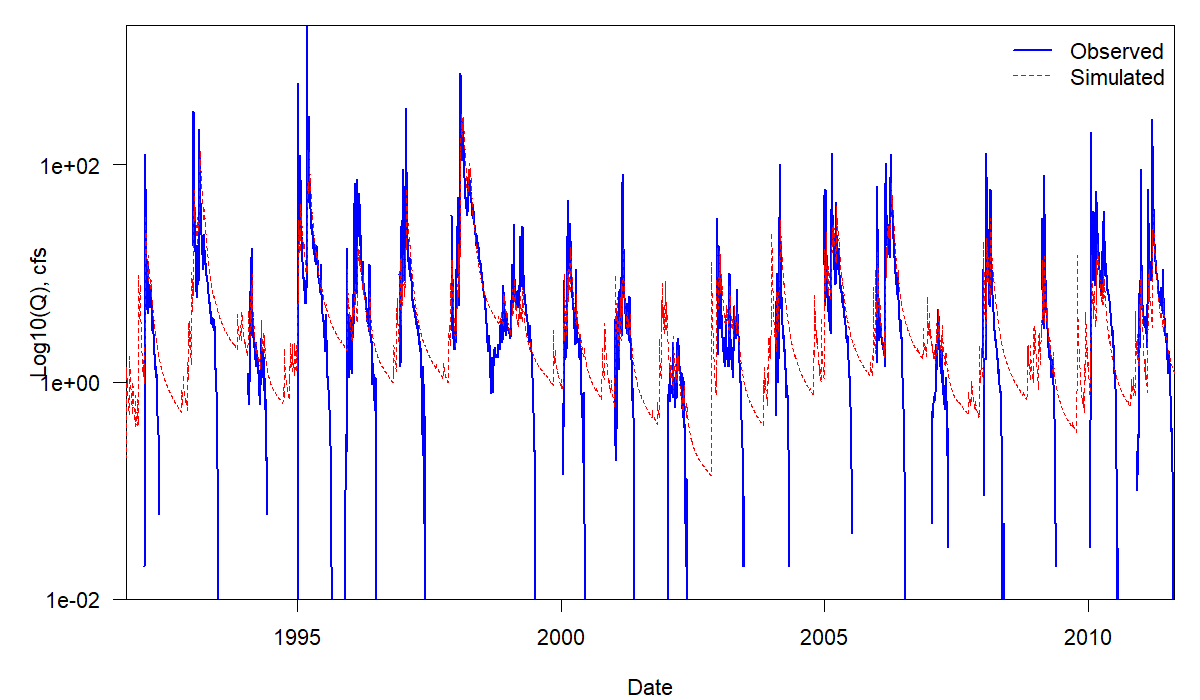 Observed
Simulated
1e+02
1e+00
1e-02
Log10(Q), cfs
1995
2000
2005
2010
Date